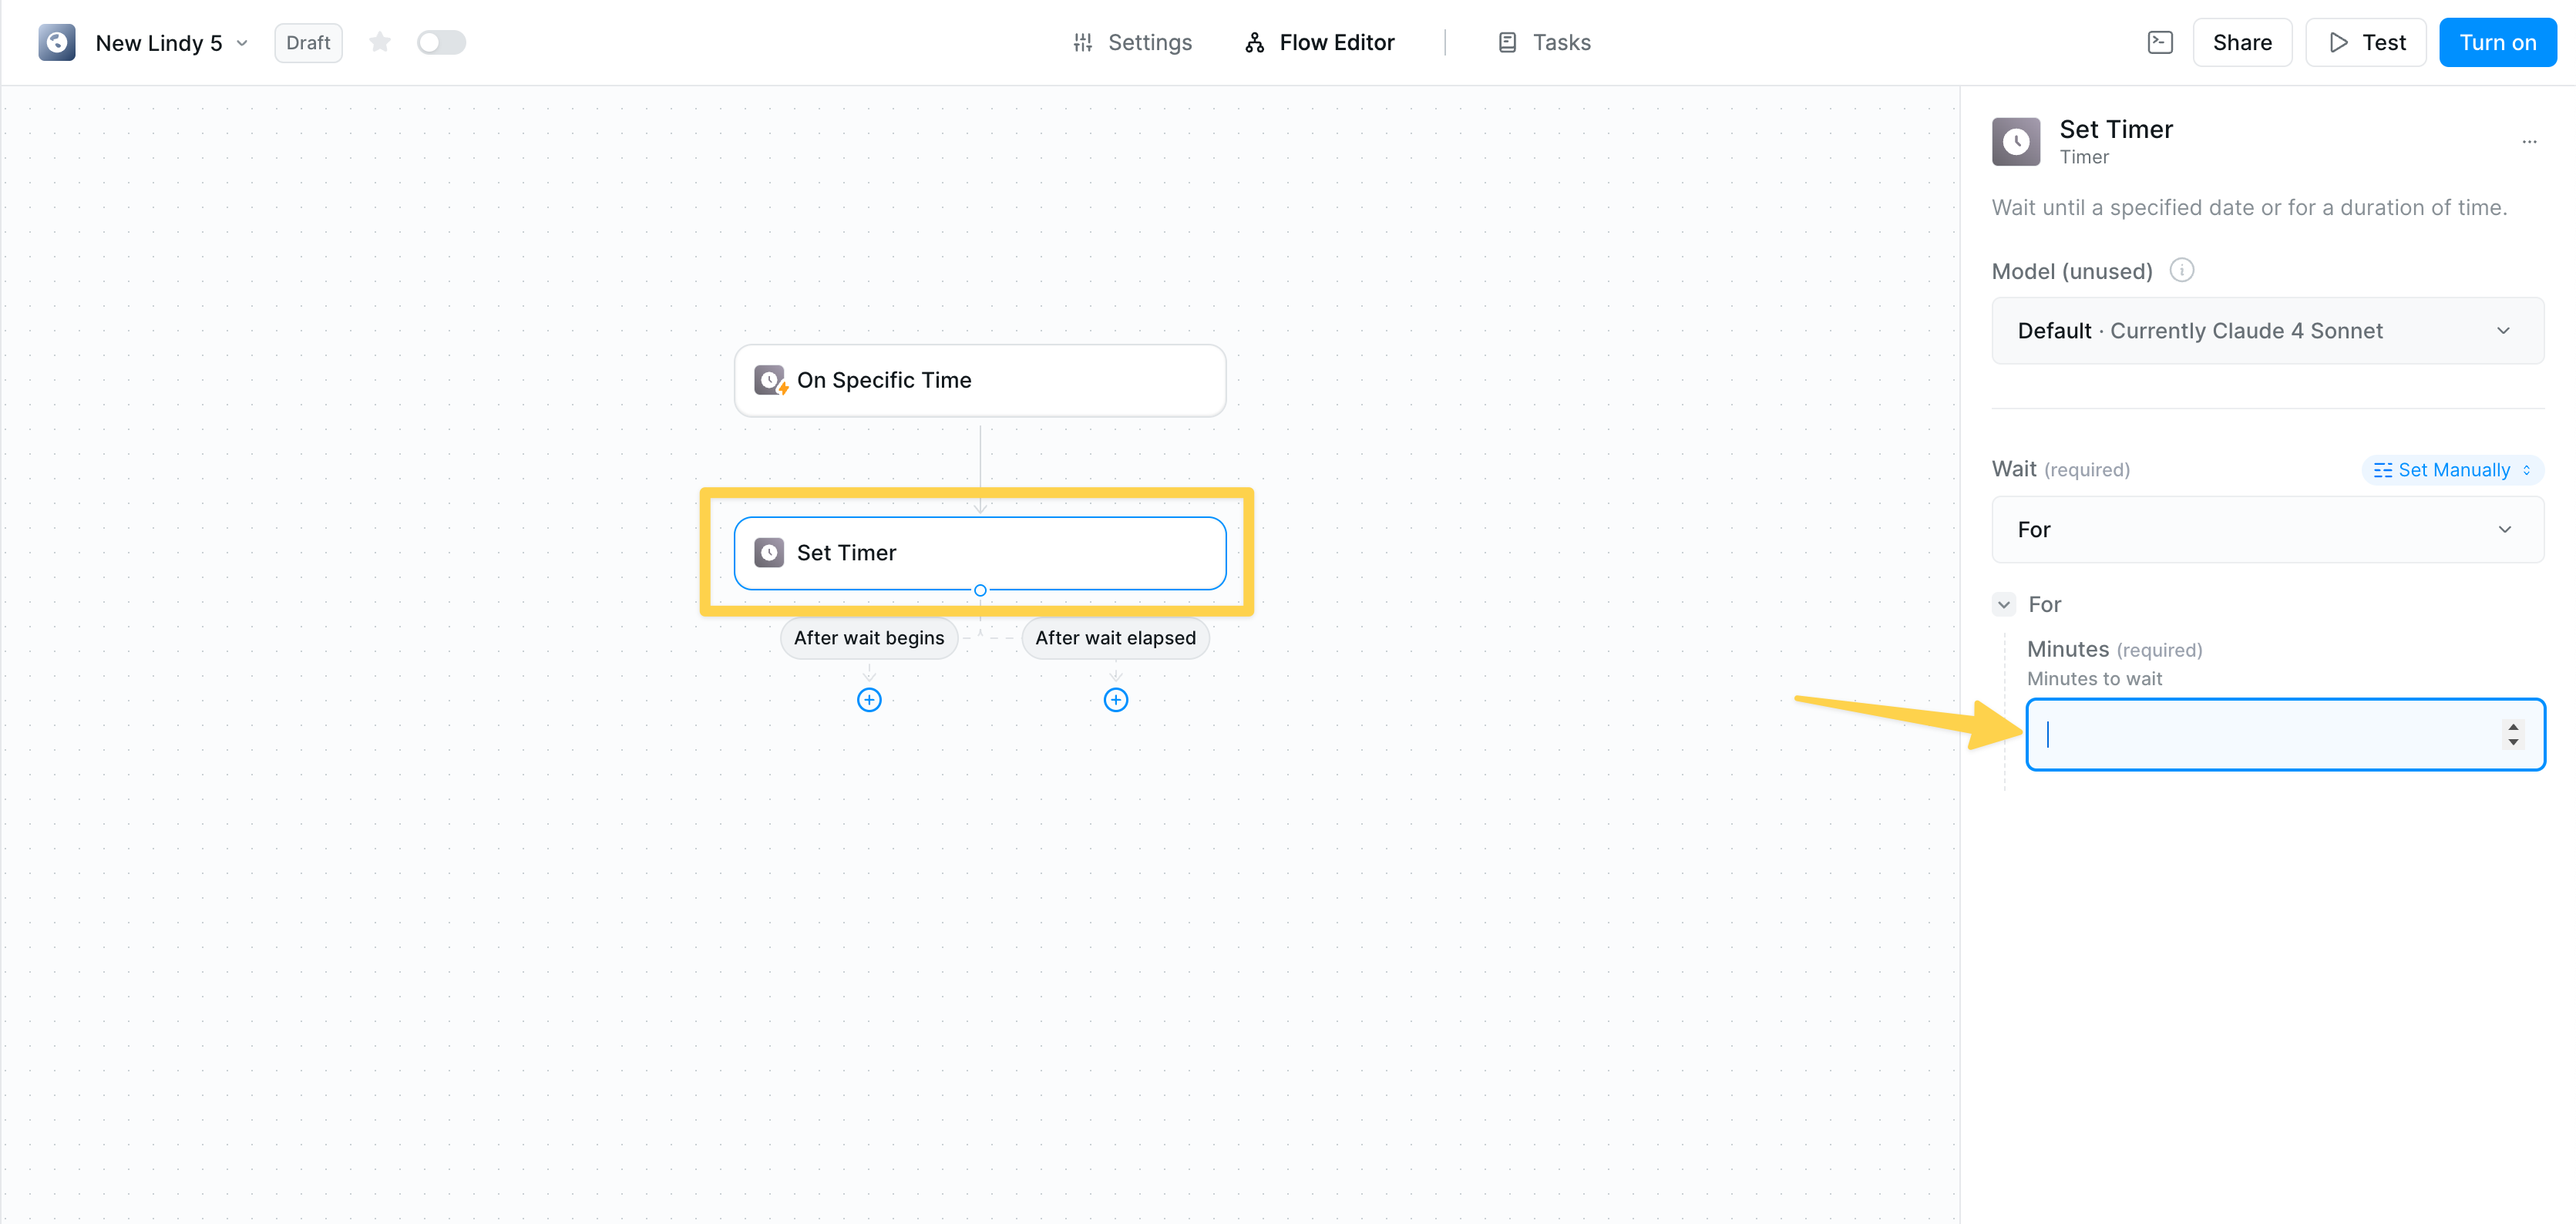 New Lindy 5
Draft
Settings
Flow Editor
Tasks
Share
Test
Turn on
On Specific Time
Set Timer
After wait begins
After wait elapsed
Set Timer
Timer
Wait until a specified date or for a duration of time.
Model (unused)
Default · Currently Claude 4 Sonnet
Wait (required)
Set Manually
For
For
Minutes (required)
Minutes to wait